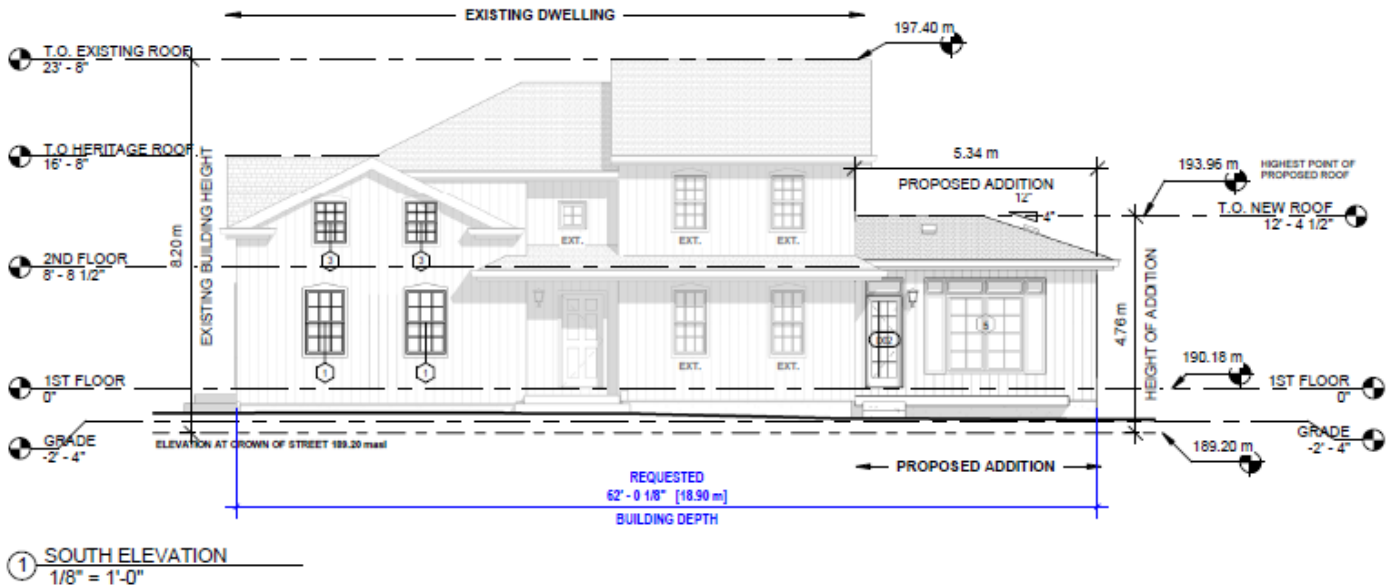 EXISTING DWELLING
197.40 m
T.O. EXISTING ROOF
23' - 8"
T.O HERITAGE ROOF
16' - 8"
5.34 m
193.96 m
HIGHEST POINT OF
PROPOSED ROOF
PROPOSED ADDITION
12"
4"
T.O. NEW ROOF
12' - 4 1/2"
EXT.
EXT.
EXT.
8.20 m
EXISTING BUILDING HEIGHT
2ND FLOOR
8' - 8 1/2"
3
3
4.76 m
HEIGHT OF ADDITION
190.18 m
EXT.
EXT.
1
1
1ST FLOOR
0"
1ST FLOOR
0"
GRADE
-2' - 4"
ELEVATION AT CROWN OF STREET 189.20 masl
GRADE
-2' - 4"
189.20 m
PROPOSED ADDITION
REQUESTED
62' - 0 1/8" [18.90 m]
BUILDING DEPTH
1
SOUTH ELEVATION
1/8" = 1'-0"